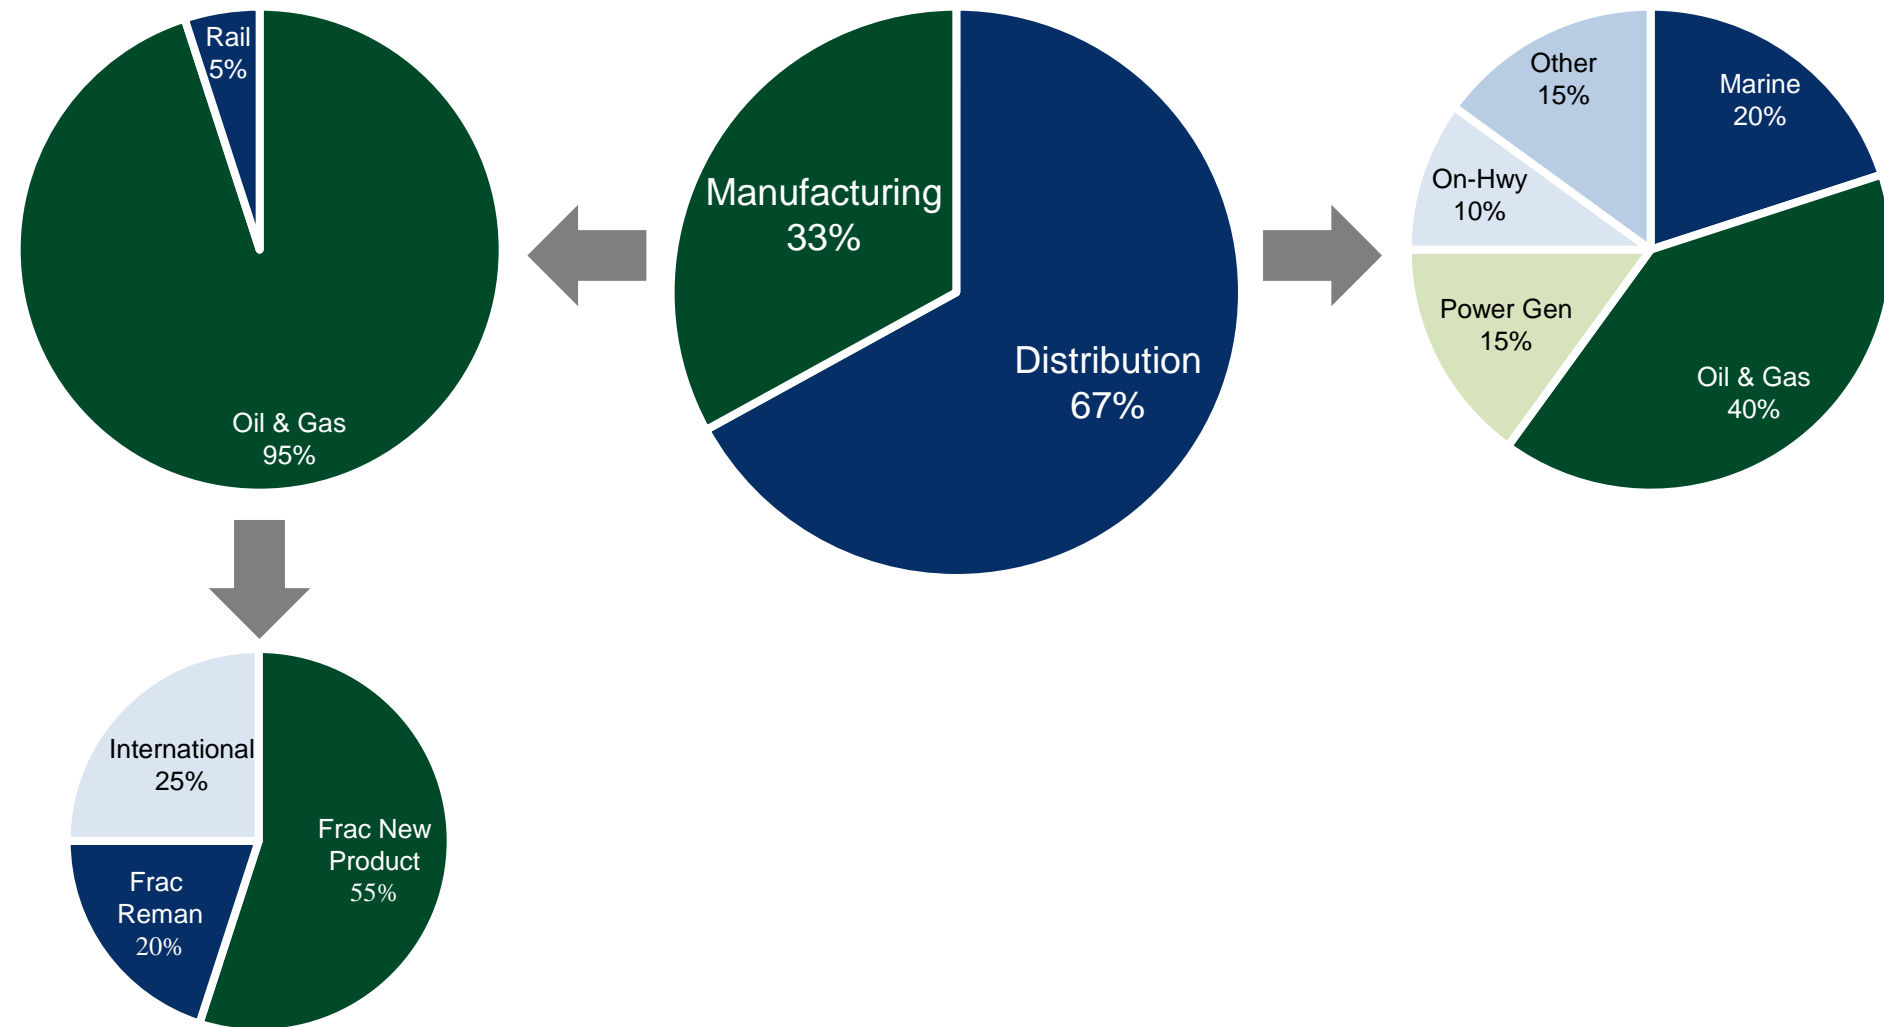 Rail
5%
Oil & Gas
95%
Manufacturing
33%
Distribution
67%
Other
15%
Marine
20%
On-Hwy
10%
Power Gen
15%
Oil & Gas
40%
International
25%
Frac New
Product
55%
Frac
Reman
20%